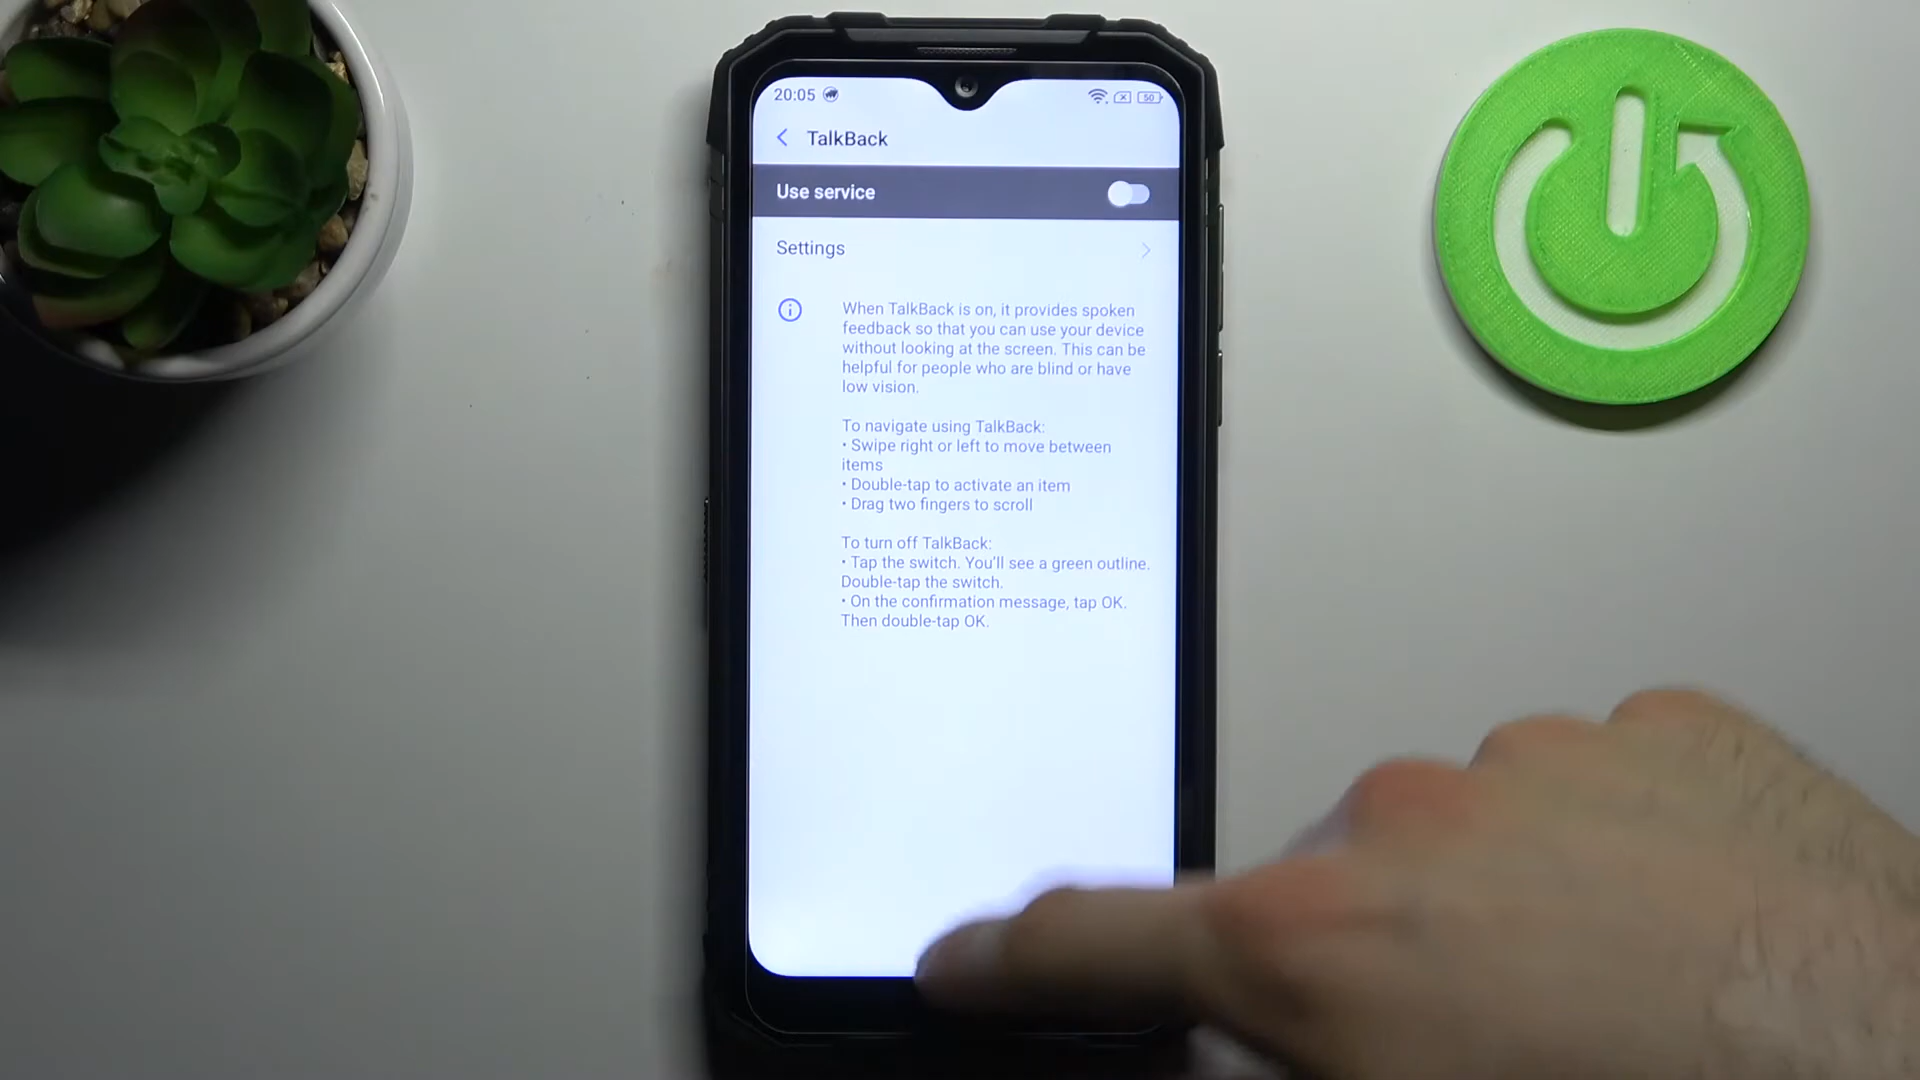 20:05
50
TalkBack
Use service
Settings
When TalkBack is on, it provides spoken
feedback so that you can use your device
without looking at the screen. This can be
helpful for people who are blind or have
low vision.
To navigate using TalkBack:
• Swipe right or left to move between
items
• Double-tap to activate an item
• Drag two fingers to scroll
To turn off TalkBack:
• Tap the switch. You'll see a green outline.
Double-tap the switch.
• On the confirmation message, tap OK.
Then double-tap OK.